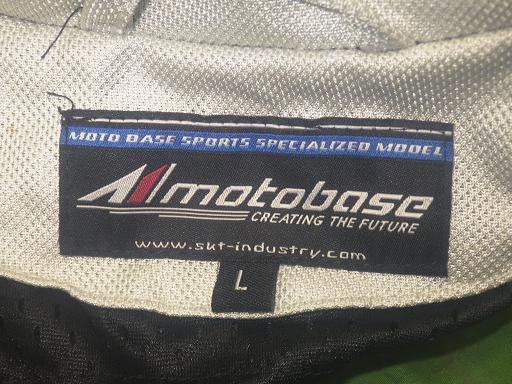 MOTO BASE SPORTS SPECIALIZED MODEL
motobase
CREATING THE FUTURE
www.skt-industry.com
L